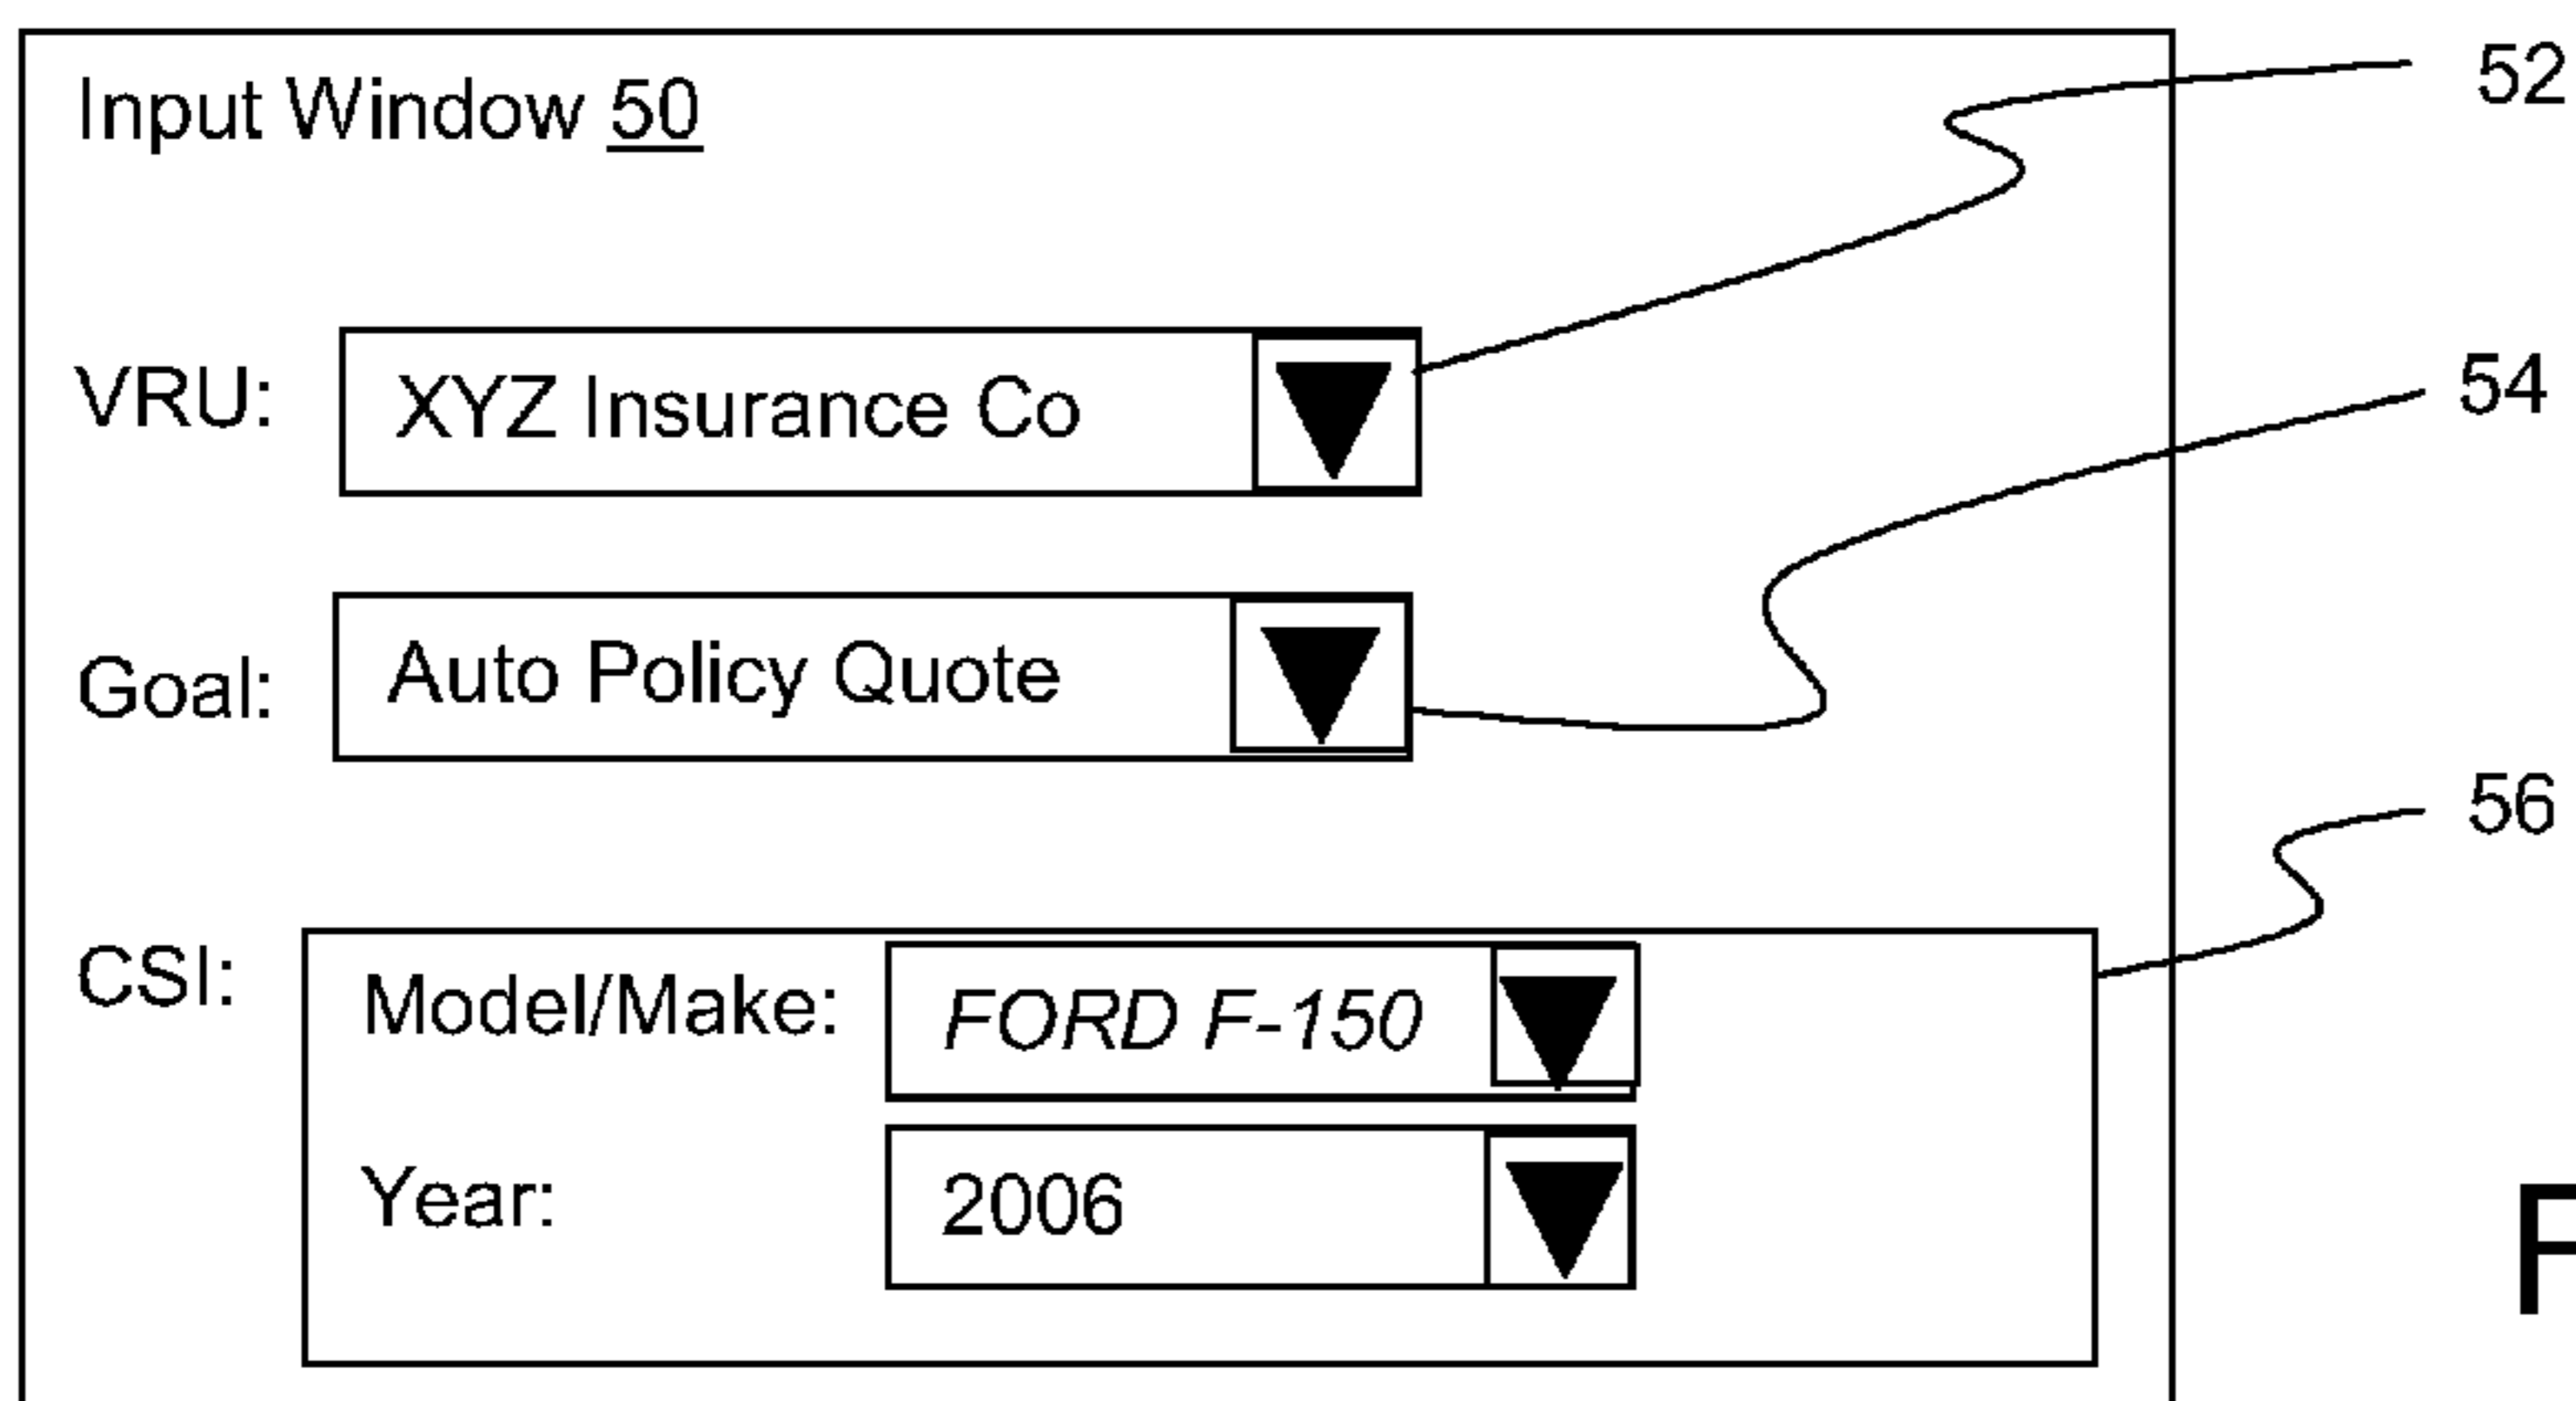 Input Window 50
52
VRU: XYZ Insurance Co
54
Goal: Auto Policy Quote
56
CSI: Model/Make: FORD F-150
Year: 2006
F